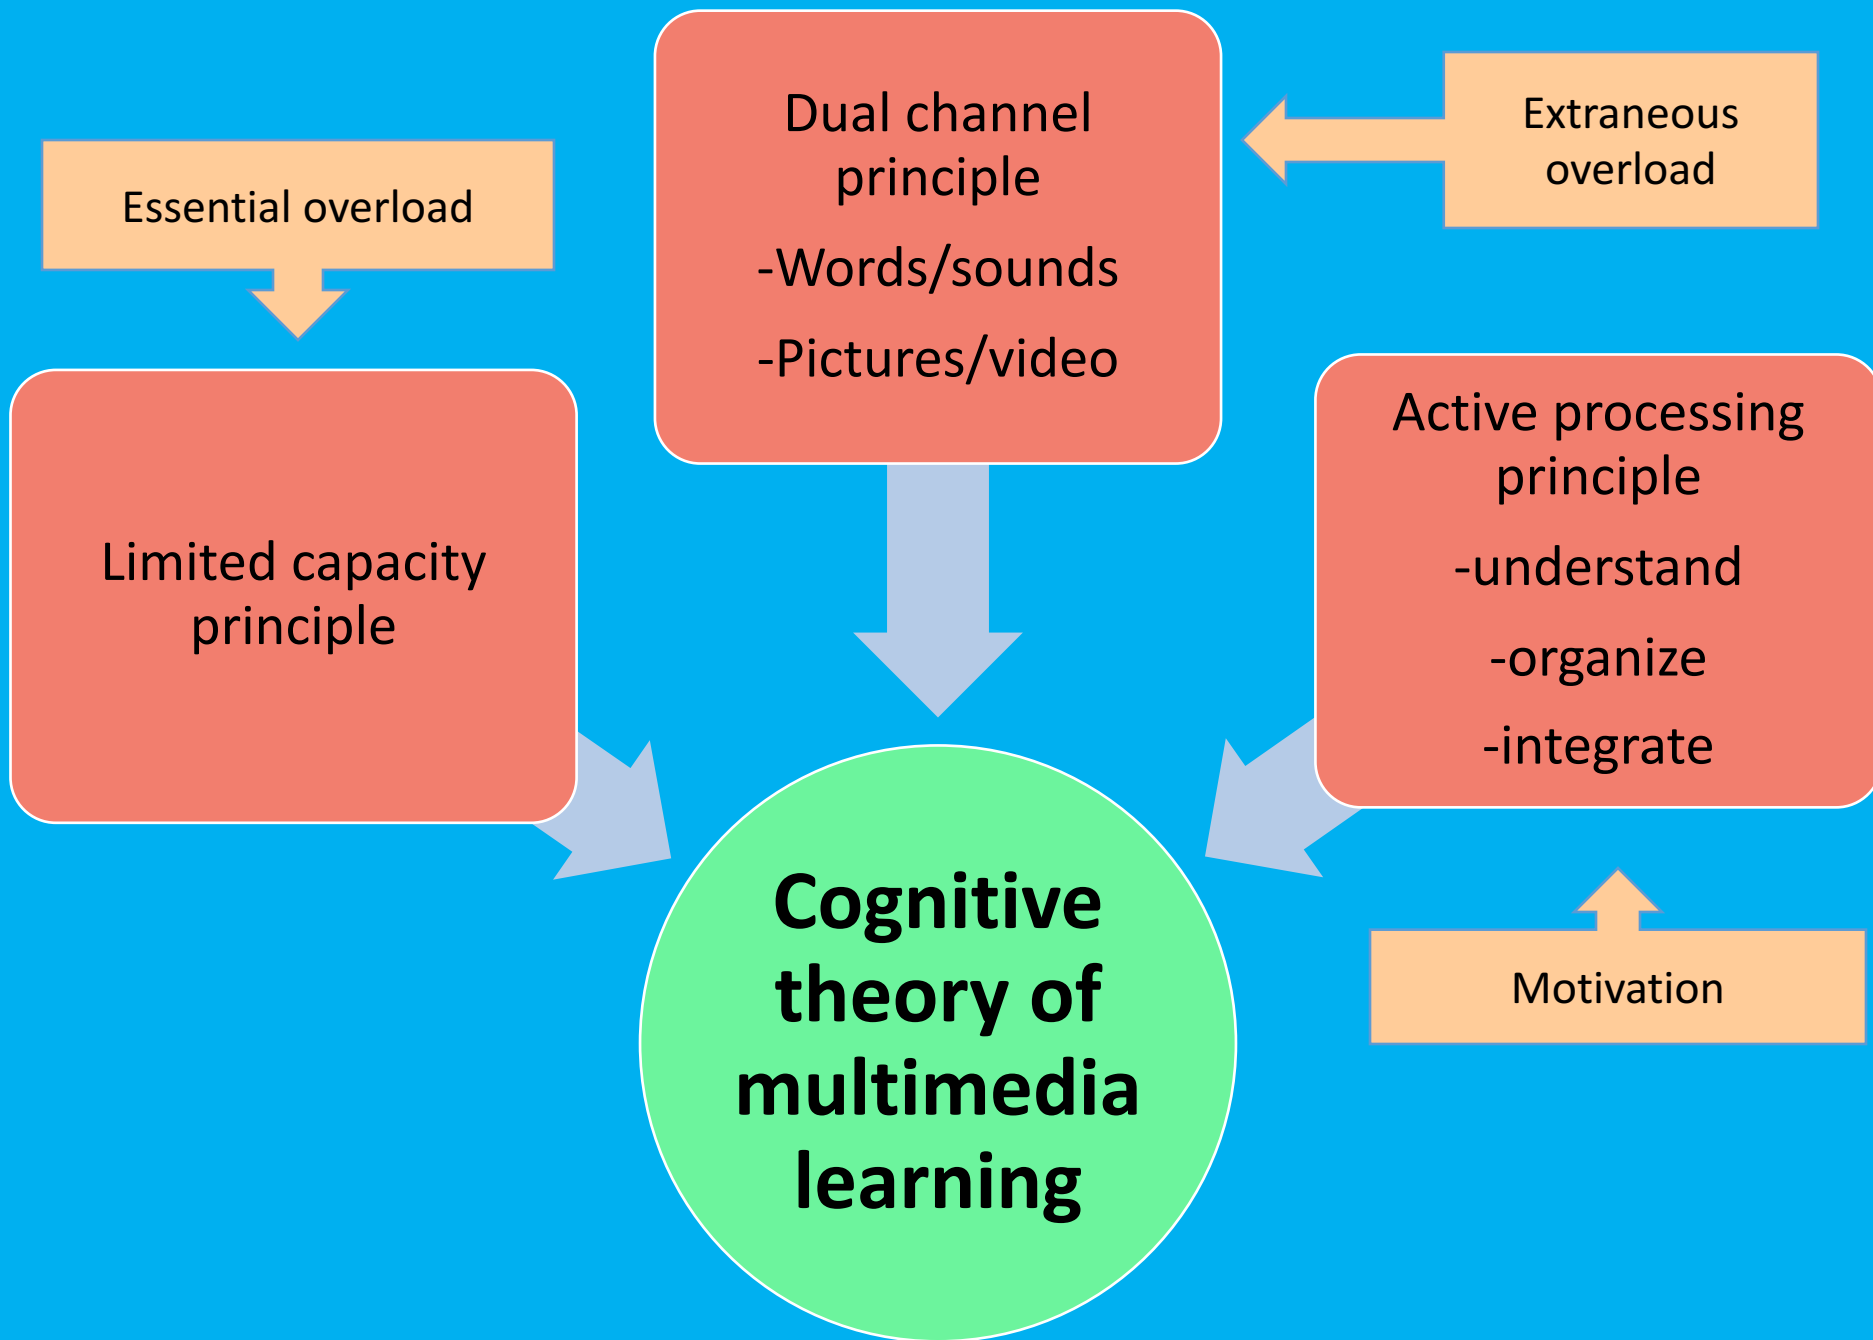 Dual channel
principle
-Words/sounds
-Pictures/video
Extraneous
overload
Essential overload
Limited capacity
principle
Active processing
principle
-understand
-organize
-integrate
Motivation
Cognitive
theory of
multimedia
learning